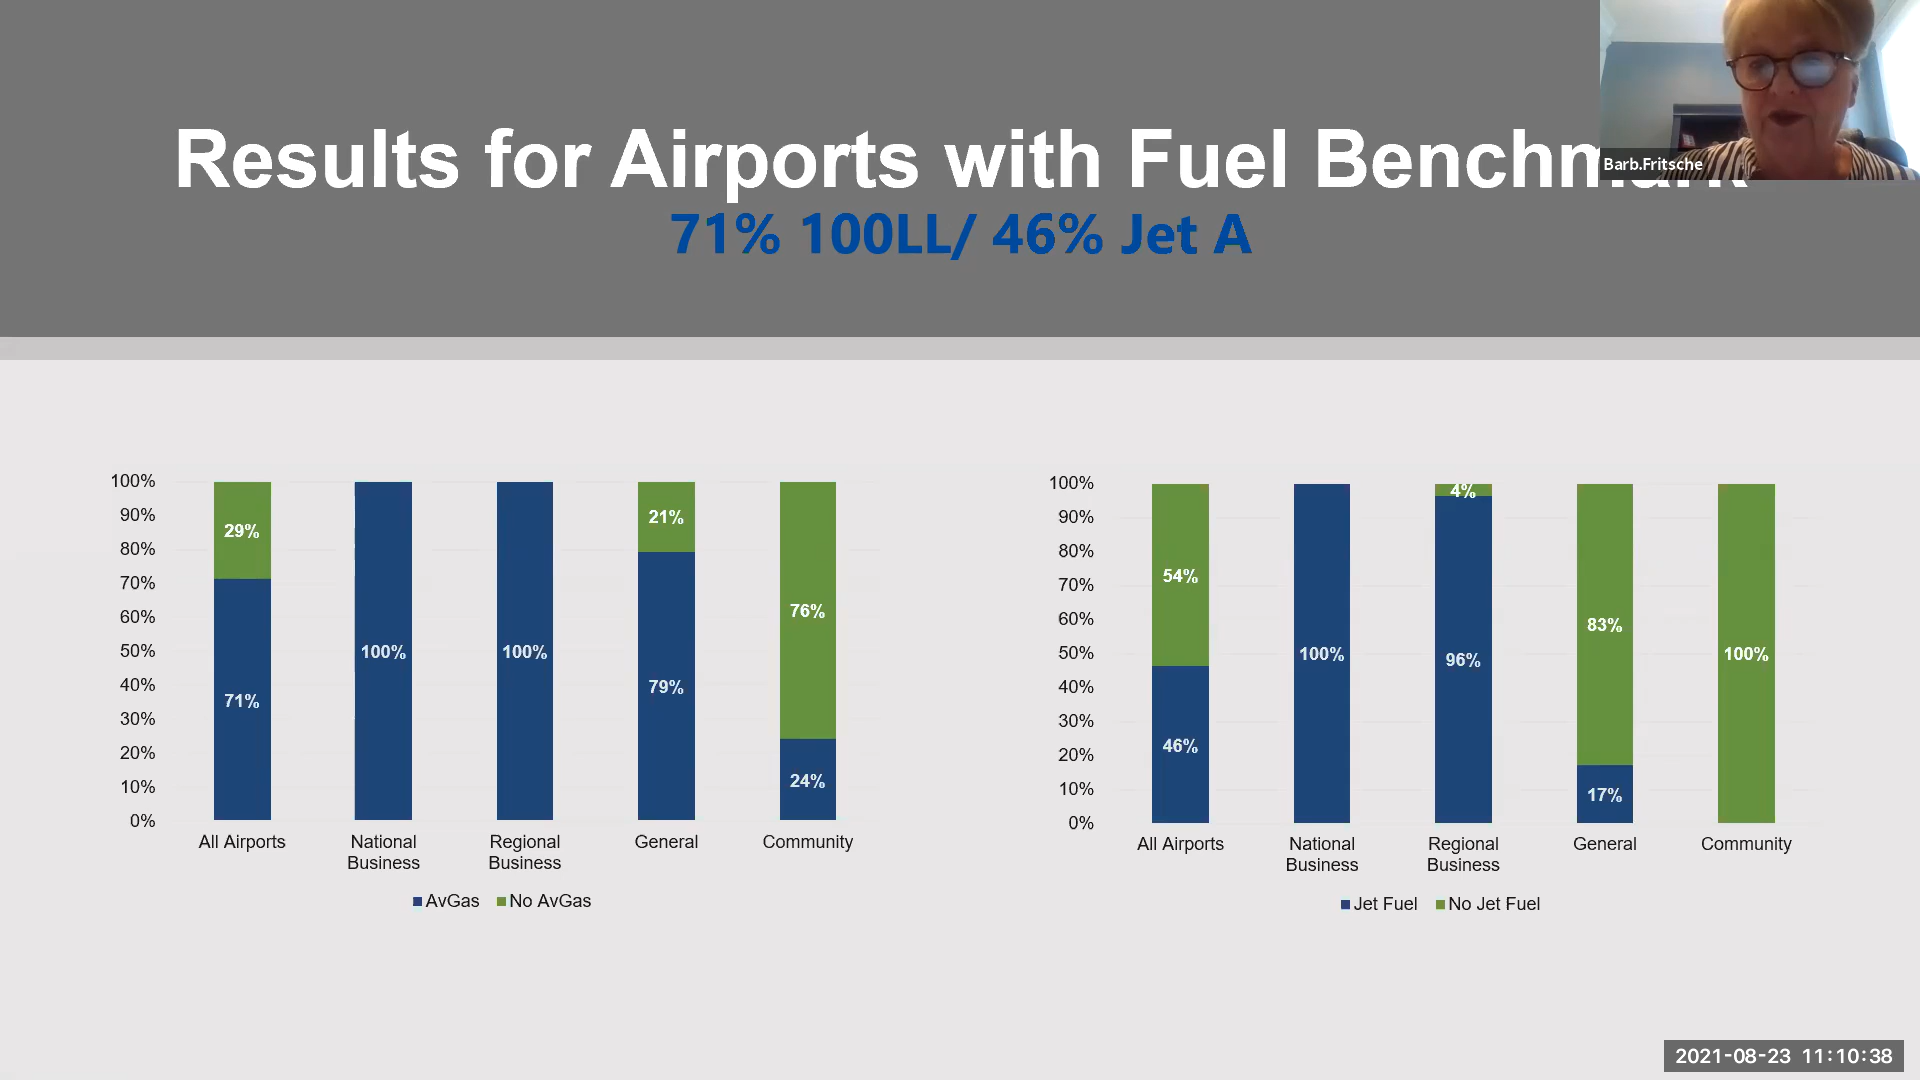 Results for Airports with Fuel Benchmark
71% 100LL/ 46% Jet A
Barb.Fritsche
100%
90%
80%
70%
60%
50%
40%
30%
20%
10%
0%
29%
71%
100%
100%
21%
79%
76%
24%
All Airports
National
Business
Regional
Business
General
Community
AvGas
No AvGas
100%
90%
80%
70%
60%
50%
40%
30%
20%
10%
0%
54%
46%
100%
4%
96%
83%
17%
100%
All Airports
National
Business
Regional
Business
General
Community
Jet Fuel
No Jet Fuel
2021-08-23 11:10:38